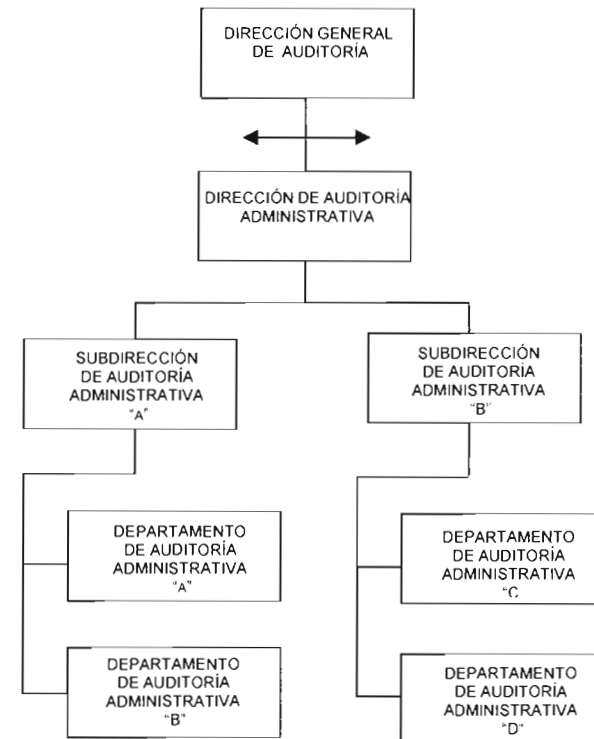 DIRECCIÓN GENERAL
DE AUDITORÍA
DIRECCIÓN DE AUDITORÍA
ADMINISTRATIVA
SUBDIRECCIÓN
DE AUDITORÍA
ADMINISTRATIVA
"A"
SUBDIRECCIÓN
DE AUDITORÍA
ADMINISTRATIVA
"B"
DEPARTAMENTO
DE AUDITORÍA
ADMINISTRATIVA
"A"
DEPARTAMENTO
DE AUDITORÍA
ADMINISTRATIVA
"B"
DEPARTAMENTO
DE AUDITORÍA
ADMINISTRATIVA
"C
DEPARTAMENTO
DE AUDITORÍA
ADMINISTRATIVA
"D"